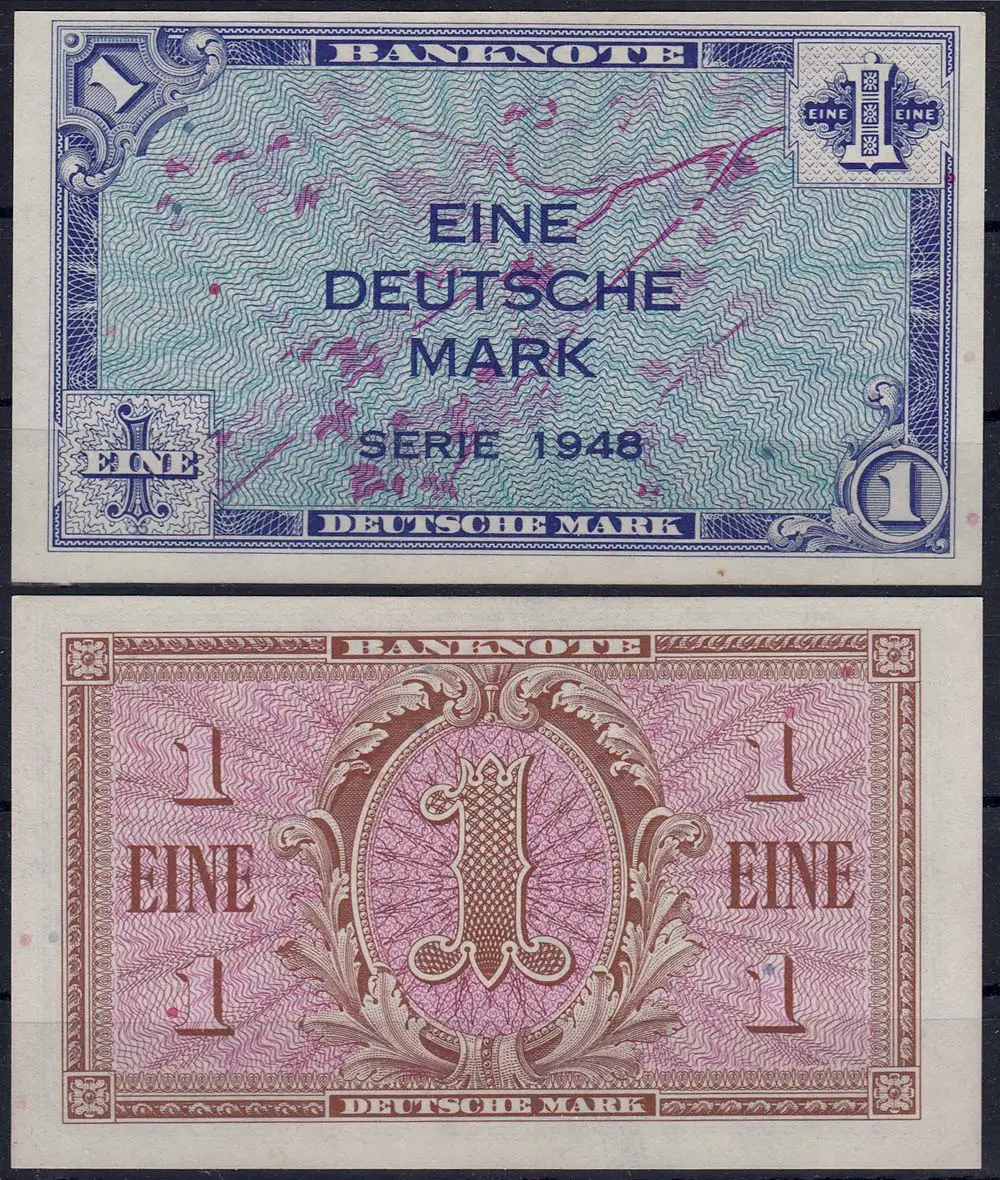 BANKNOTE
1
EINE 1 EINE
EINE
DEUTSCHE
MARK
SERIE 1948
1
EINE
1
DEUTSCHE MARK
BANKNOTE
1 1
1
EINE EINE
1 1
DEUTSCHE MARK